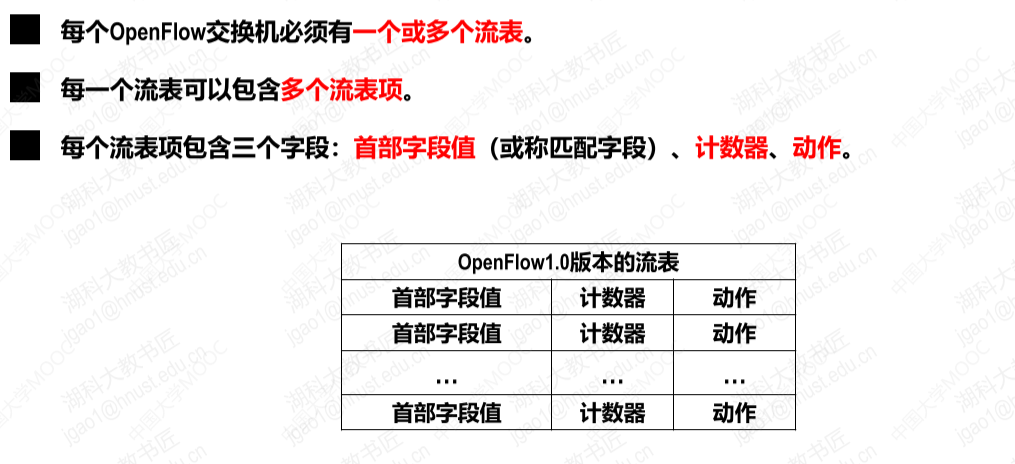 每个OpenFlow交换机必须有一个或多个流表。
每一个流表可以包含多个流表项。
每个流表项包含三个字段：首部字段值（或称匹配字段）、计数器、动作。
OpenFlow1.0版本的流表
首部字段值 计数器 动作
首部字段值 计数器 动作
… … …
首部字段值 计数器 动作
中国大学MOOC
湖科大教书匠
jgao1@hnust.edu.cn